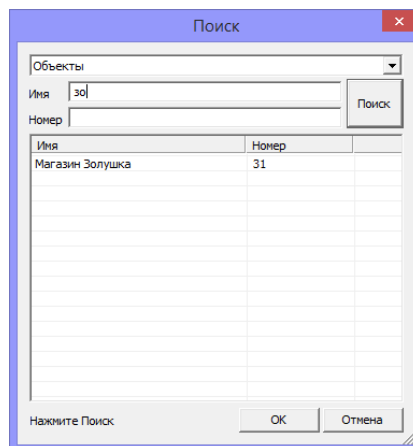 Поиск
Объекты
Имя зо
Номер
Поиск
Имя Номер
Магазин Золушка 31
Нажмите Поиск OK Отмена